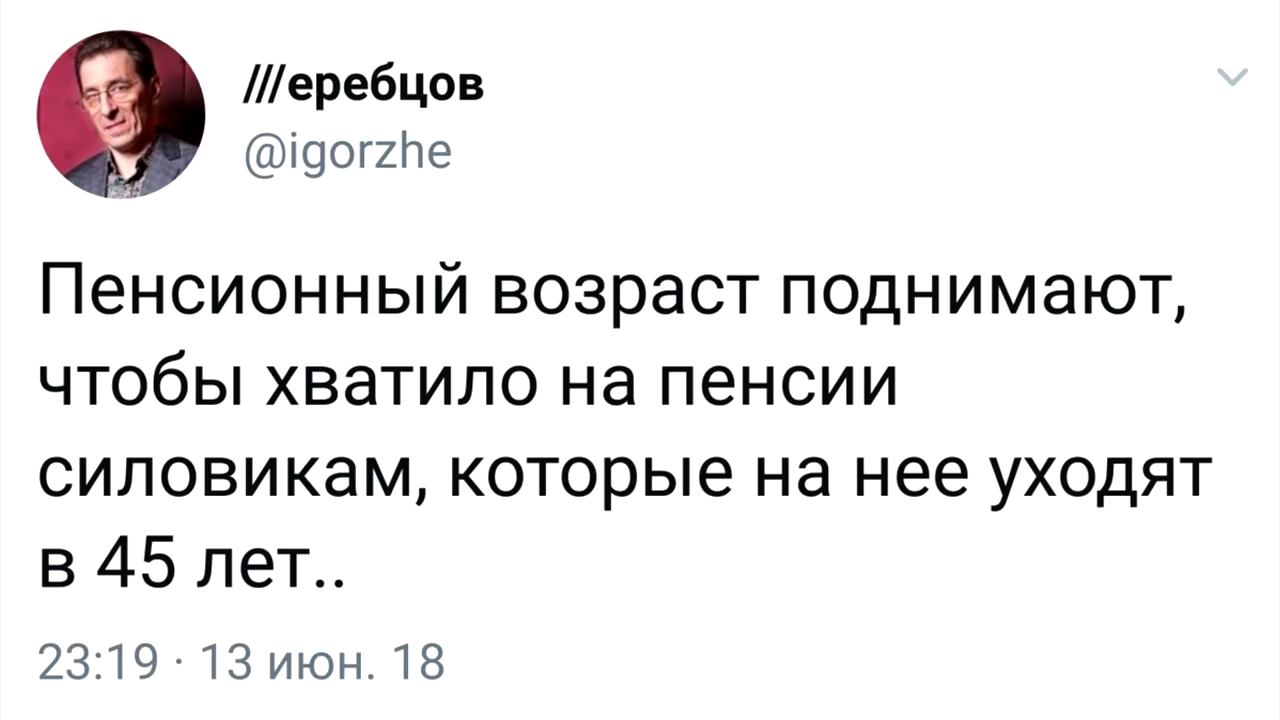 ///еребцов
@igorzhe
Пенсионный возраст поднимают,
чтобы хватило на пенсии
силовикам, которые на нее уходят
в 45 лет..
23:19 · 13 июн. 18